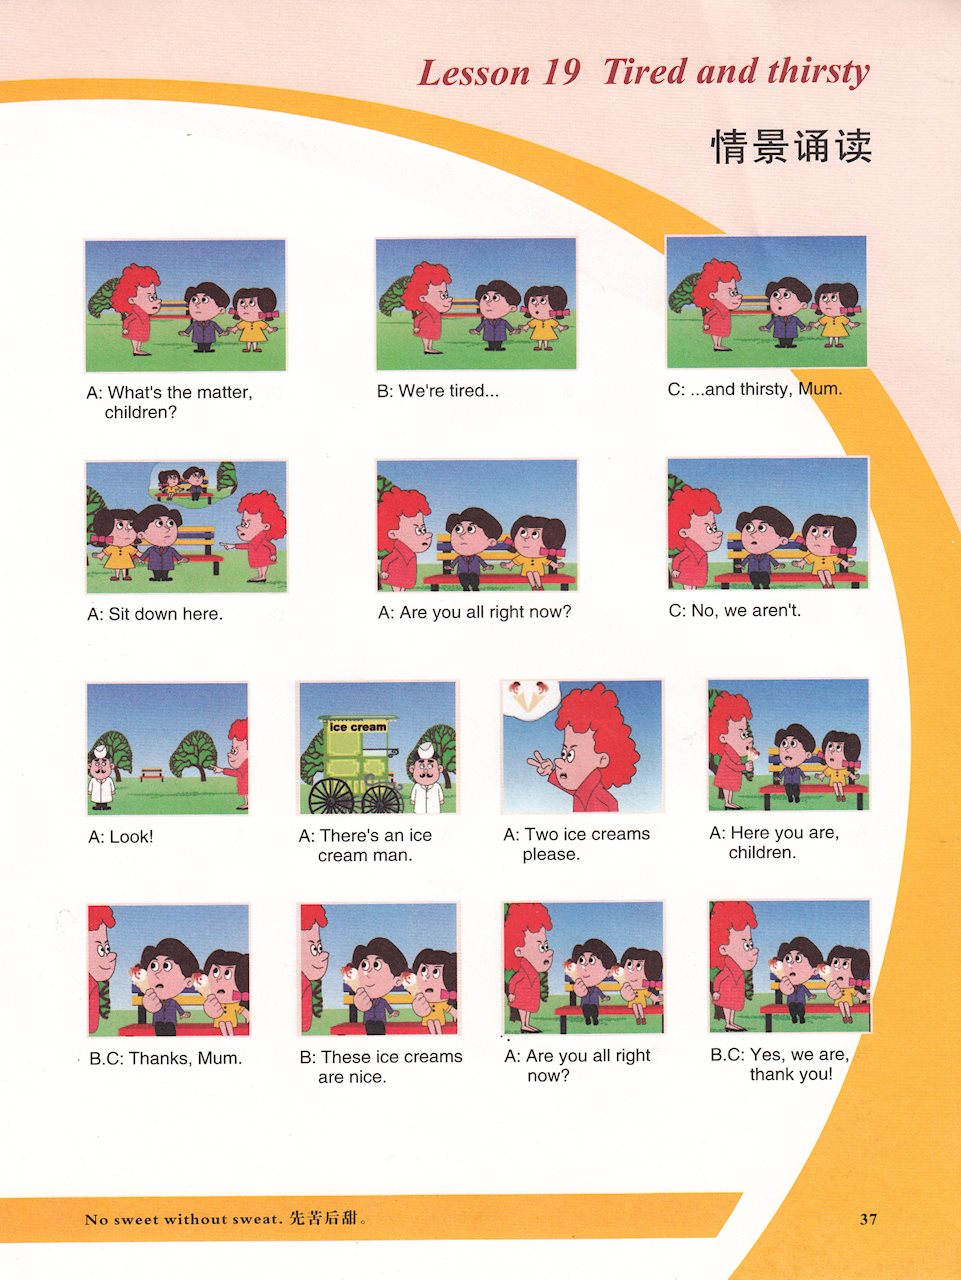 Lesson 19 Tired and thirsty
情景诵读
A: What's the matter,
children?
B: We're tired...
C: ...and thirsty, Mum.
A: Sit down here.
A: Are you all right now?
C: No, we aren't.
ice cream
A: Look!
A: There's an ice
cream man.
A: Two ice creams
please.
A: Here you are,
children.
B.C: Thanks, Mum.
B: These ice creams
are nice.
A: Are you all right
now?
B.C: Yes, we are,
thank you!
No sweet without sweat. 先苦后甜。
37